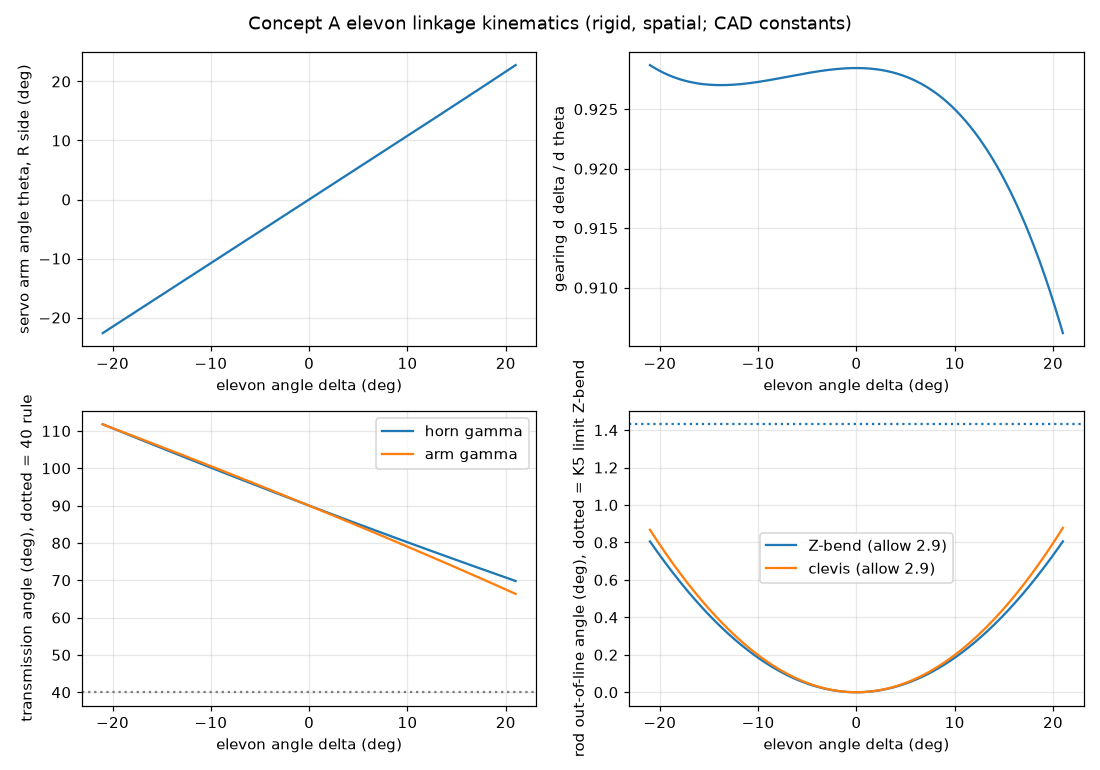 Concept A elevon linkage kinematics (rigid, spatial; CAD constants)
servo arm angle theta, R side (deg)
20
10
0
−10
−20
−20 −10 0 10 20
elevon angle delta (deg)
gearing d delta / d theta
0.925
0.920
0.915
0.910
−20 −10 0 10 20
elevon angle delta (deg)
transmission angle (deg), dotted = 40 rule
110
100
90
80
70
60
50
40
horn gamma
arm gamma
−20 −10 0 10 20
elevon angle delta (deg)
rod out-of-line angle (deg), dotted = K5 limit Z-bend
1.4
1.2
1.0
0.8
0.6
0.4
0.2
0.0
Z-bend (allow 2.9)
clevis (allow 2.9)
−20 −10 0 10 20
elevon angle delta (deg)